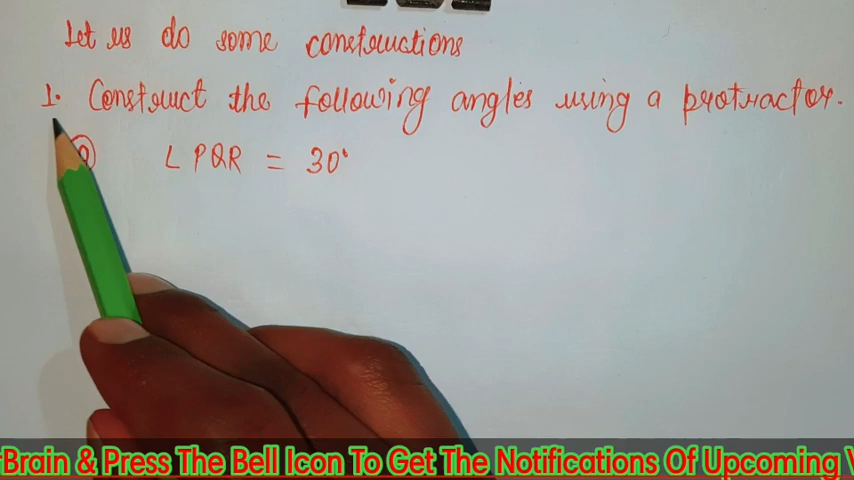 Let us do some constructions
1. Construct the following angles using a protractor.
∠ PQR = 30°
Brain & Press The Bell Icon To Get The Notifications Of Upcoming V